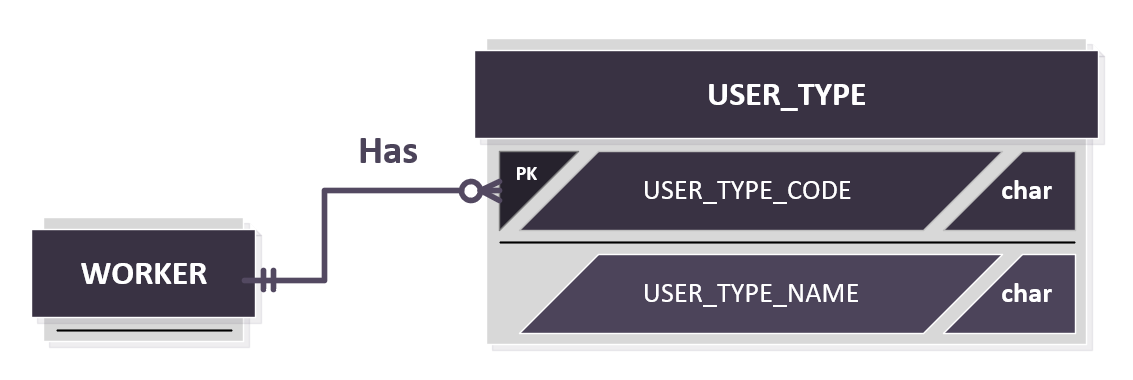 USER_TYPE
Has
PK
USER_TYPE_CODE
char
WORKER
USER_TYPE_NAME
char